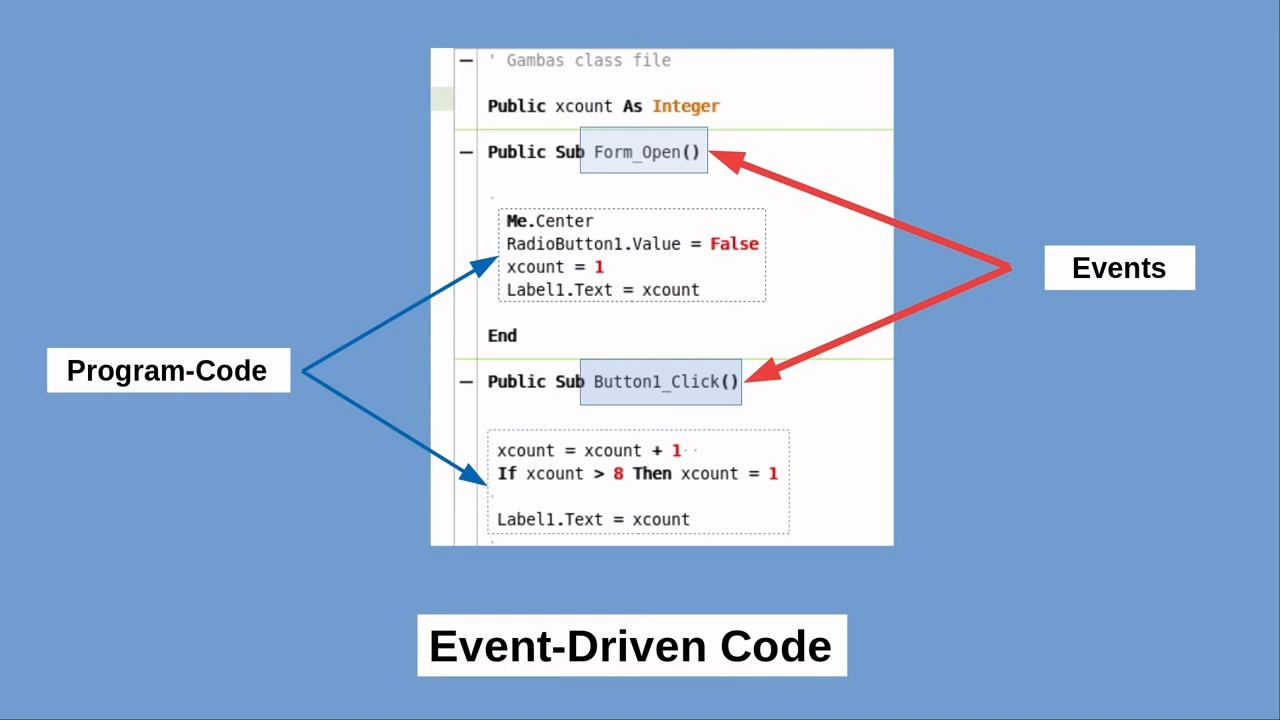 ' Gambas class file
Public xcount As Integer
Public Sub Form_Open()
Me.Center
RadioButton1.Value = False
xcount = 1
Label1.Text = xcount
End
Public Sub Button1_Click()
xcount = xcount + 1
If xcount > 8 Then xcount = 1
Label1.Text = xcount
Events
Program-Code
Event-Driven Code